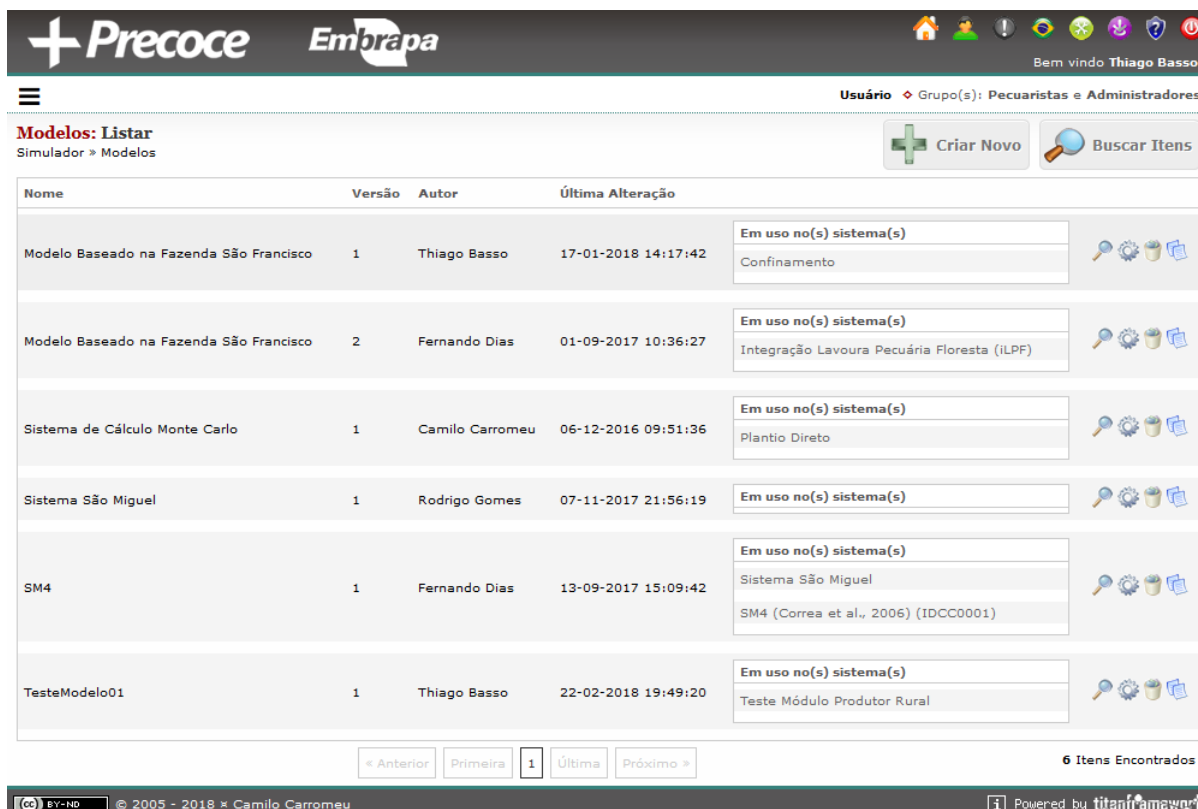 +Precoce Embrapa
Bem vindo Thiago Basso
Usuário Grupo(s): Pecuaristas e Administradores
Modelos: Listar
Simulador » Modelos
Criar Novo
Buscar Itens
Nome Versão Autor Última Alteração
Modelo Baseado na Fazenda São Francisco 1 Thiago Basso 17-01-2018 14:17:42
Em uso no(s) sistema(s)
Confinamento
Modelo Baseado na Fazenda São Francisco 2 Fernando Dias 01-09-2017 10:36:27
Em uso no(s) sistema(s)
Integração Lavoura Pecuária Floresta (iLPF)
Sistema de Cálculo Monte Carlo 1 Camilo Carromeu 06-12-2016 09:51:36
Em uso no(s) sistema(s)
Plantio Direto
Sistema São Miguel 1 Rodrigo Gomes 07-11-2017 21:56:19
Em uso no(s) sistema(s)
SM4 1 Fernando Dias 13-09-2017 15:09:42
Em uso no(s) sistema(s)
Sistema São Miguel
SM4 (Correa et al., 2006) (IDCC0001)
TesteModelo01 1 Thiago Basso 22-02-2018 19:49:20
Em uso no(s) sistema(s)
Teste Módulo Produtor Rural
« Anterior Primeira 1 Última Próximo »
6 Itens Encontrados
(cc) BY-ND © 2005 - 2018 ¤ Camilo Carromeu
i Powered by titanframework